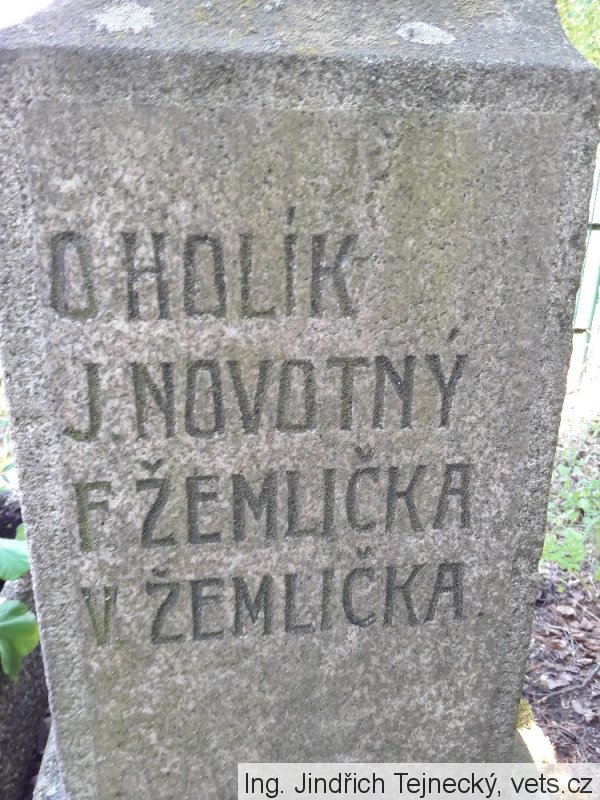 O. HOLÍK
J. NOVOTNÝ
F. ŽEMLIČKA
V. ŽEMLIČKA.
Ing. Jindřich Tejnecký, vets.cz